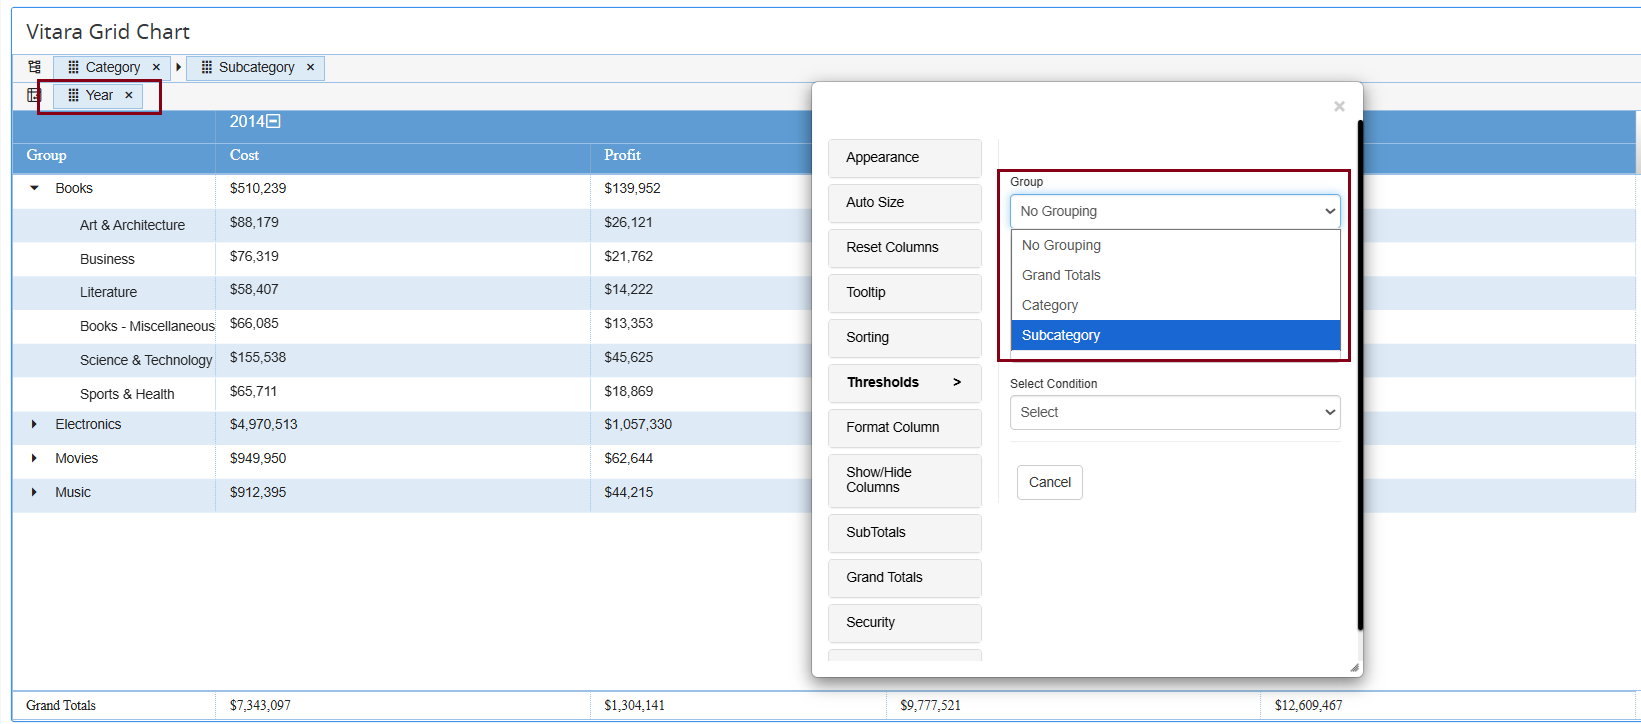 Vitara Grid Chart
Category × Subcategory ×
Year ×
2014
Group Cost Profit
Books $510,239 $139,952
Art & Architecture $88,179 $26,121
Business $76,319 $21,762
Literature $58,407 $14,222
Books - Miscellaneous $66,085 $13,353
Science & Technology $155,538 $45,625
Sports & Health $65,711 $18,869
Electronics $4,970,513 $1,057,330
Movies $949,950 $62,644
Music $912,395 $44,215
Grand Totals $7,343,097 $1,304,141 $9,777,521 $12,609,467
×
Appearance
Auto Size
Reset Columns
Tooltip
Sorting
Thresholds >
Format Column
Show/Hide
Columns
SubTotals
Grand Totals
Security
Group
No Grouping
No Grouping
Grand Totals
Category
Subcategory
Select Condition
Select
Cancel